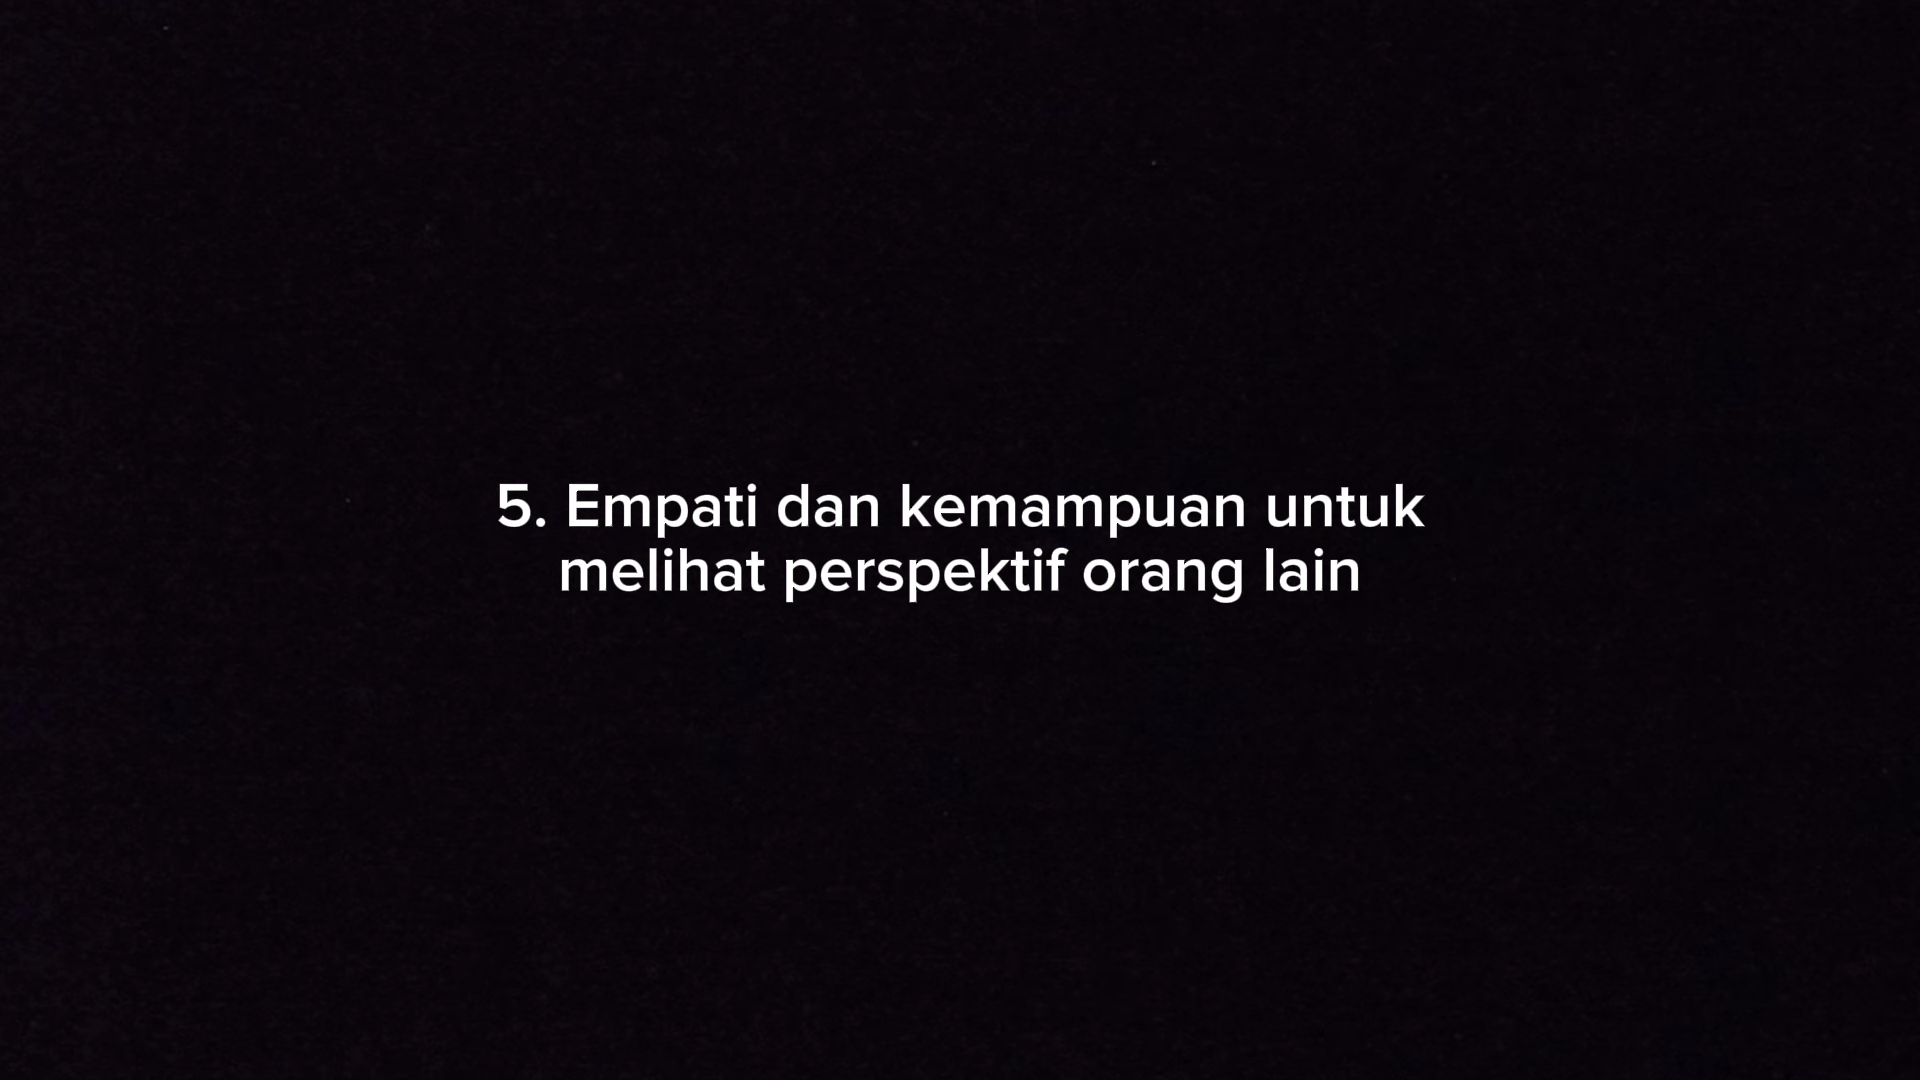 5. Empati dan kemampuan untuk
melihat perspektif orang lain